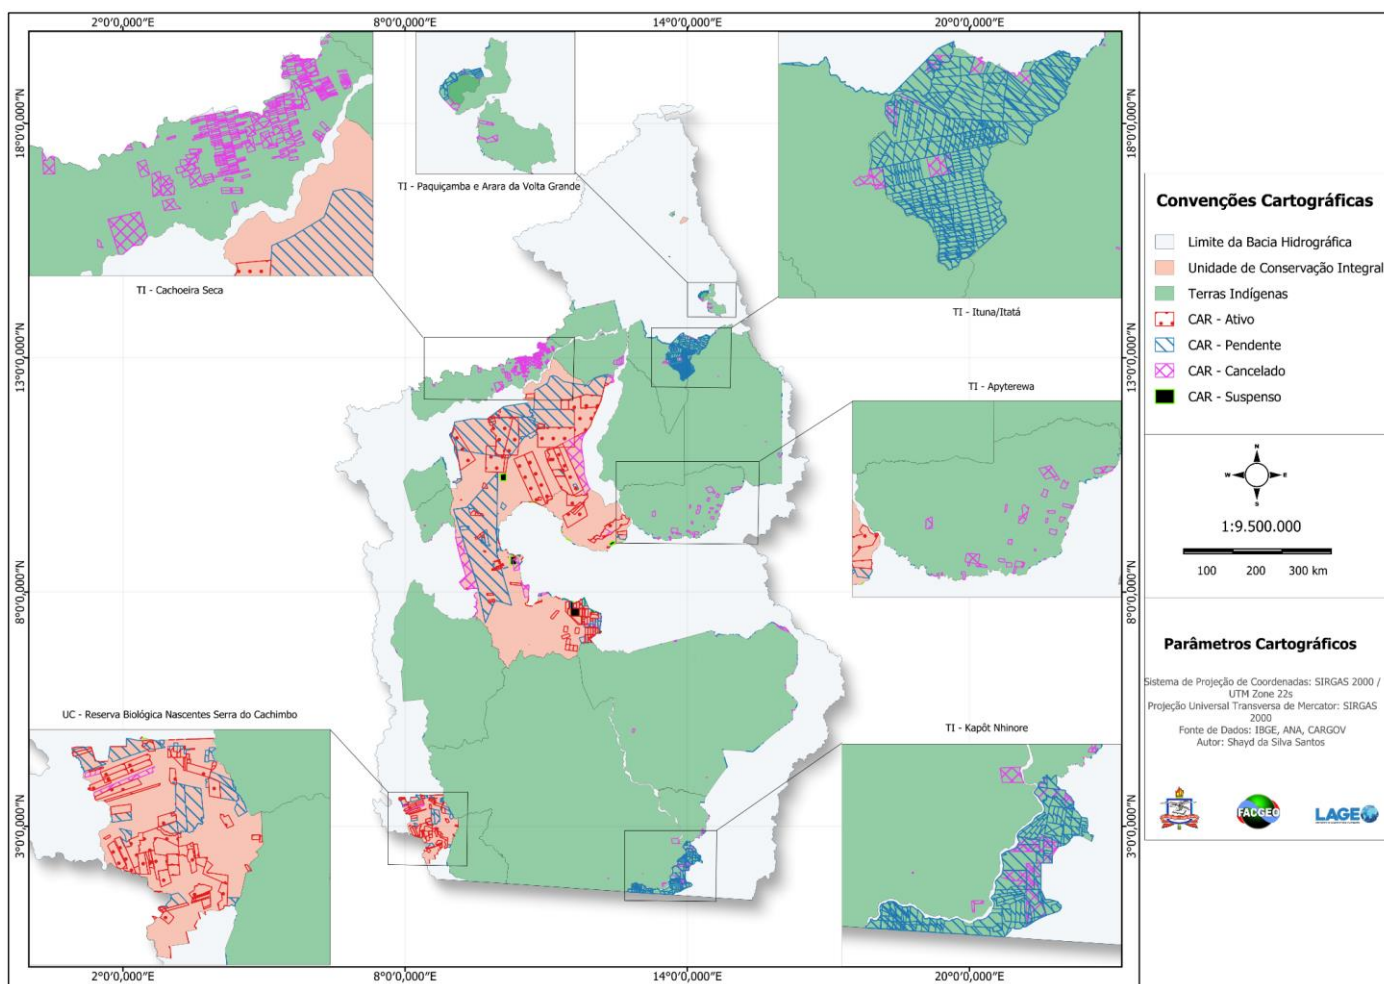 2°0'0,000"E
8°0'0,000"E
14°0'0,000"E
20°0'0,000"E
18°0'0,000"N
13°0'0,000"N
8°0'0,000"N
3°0'0,000"N
18°0'0,000"N
13°0'0,000"N
8°0'0,000"N
3°0'0,000"N
TI - Paquiçamba e Arara da Volta Grande
TI - Cachoeira Seca
TI - Ituna/Itatá
TI - Apyterewa
UC - Reserva Biológica Nascentes Serra do Cachimbo
TI - Kapôt Nhinore
2°0'0,000"E
8°0'0,000"E
14°0'0,000"E
20°0'0,000"E
Convenções Cartográficas
Limite da Bacia Hidrográfica
Unidade de Conservação Integral
Terras Indígenas
CAR - Ativo
CAR - Pendente
CAR - Cancelado
CAR - Suspenso
N
W
E
S
1:9.500.000
100 200 300 km
Parâmetros Cartográficos
Sistema de Projeção de Coordenadas: SIRGAS 2000 /
UTM Zone 22s
Projeção Universal Transversa de Mercator: SIRGAS
2000
Fonte de Dados: IBGE, ANA, CARGOV
Autor: Shayd da Silva Santos
FACGEO
LAGEO